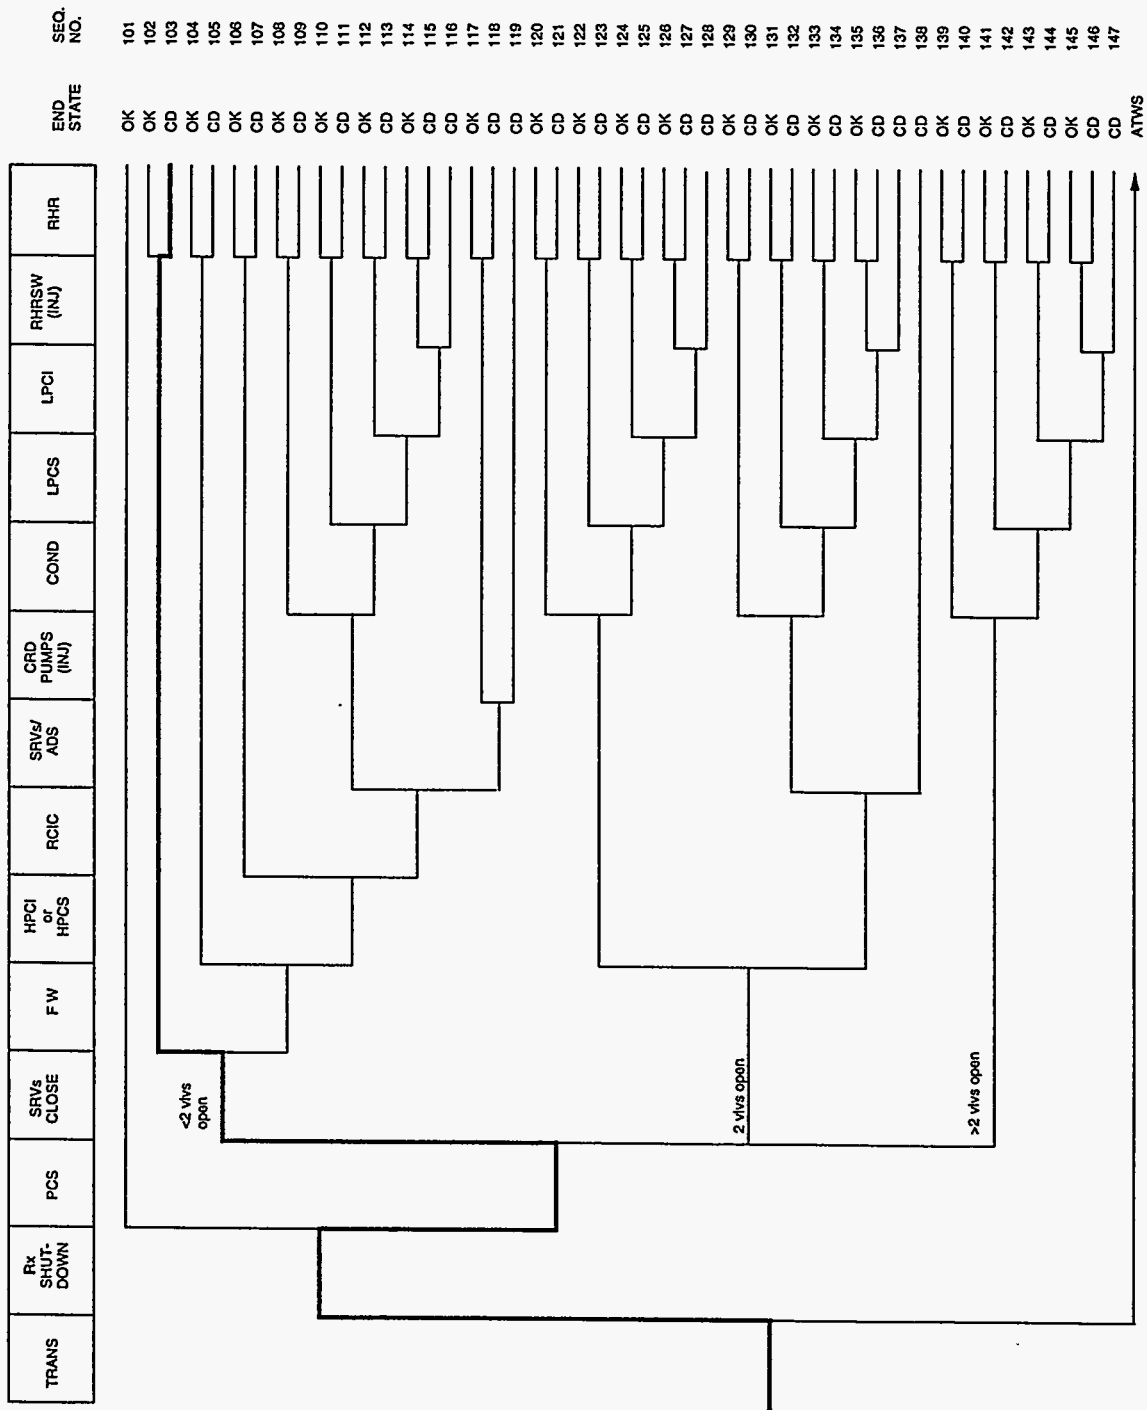 TRANS
Rx
SHUT-
DOWN
PCS
SRVs
CLOSE
FW
HPCI
or
HPCS
RCIC
SRVs/
ADS
CRD
PUMPS
(INJ)
COND
LPCS
LPCI
RHRSW
(INJ)
RHR
END
STATE
SEQ.
NO.
OK 101
OK 102
CD 103
OK 104
CD 105
OK 106
CD 107
OK 108
CD 109
OK 110
CD 111
OK 112
CD 113
OK 114
CD 115
CD 116
OK 117
CD 118
CD 119
OK 120
CD 121
OK 122
CD 123
OK 124
CD 125
OK 126
CD 127
CD 128
OK 129
CD 130
OK 131
CD 132
OK 133
CD 134
OK 135
CD 136
CD 137
CD 138
OK 139
CD 140
OK 141
CD 142
OK 143
CD 144
OK 145
CD 146
CD 147
ATWS
<2 vlvs
open
2 vlvs open
>2 vlvs open